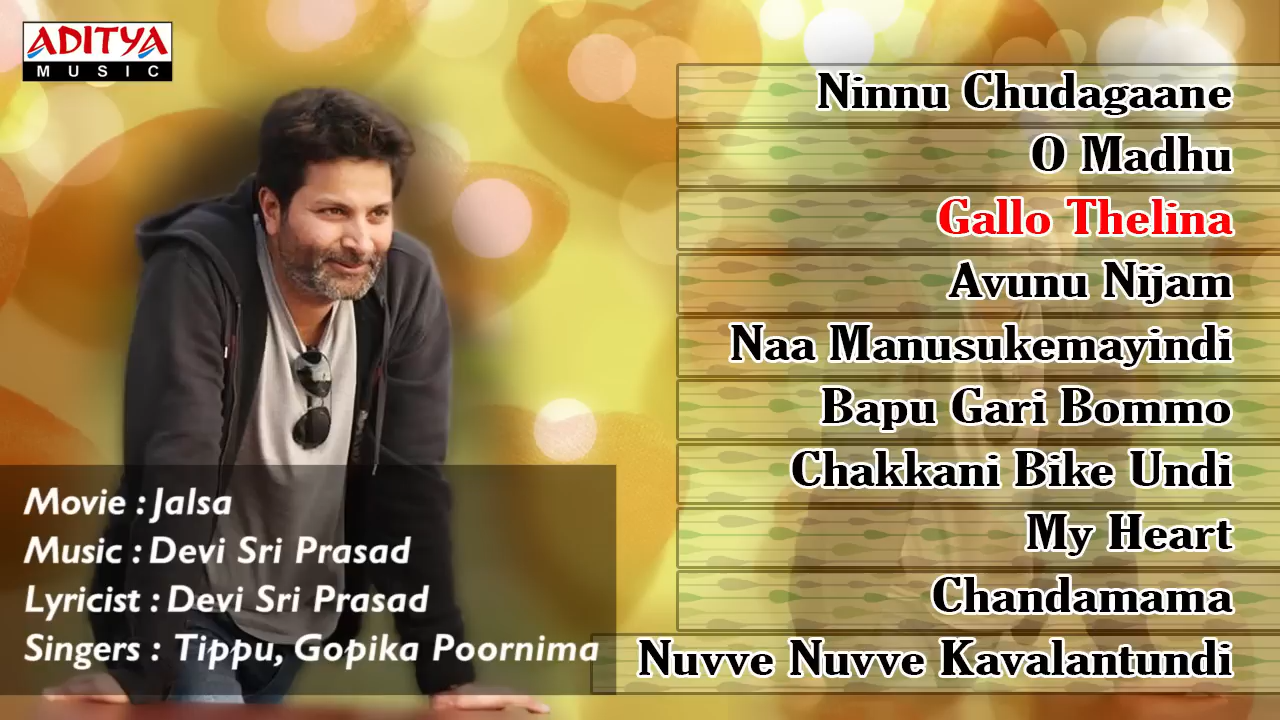 ADITYA
MUSIC
Ninnu Chudagaane
O Madhu
Gallo Thelina
Avunu Nijam
Naa Manusukemayindi
Bapu Gari Bommo
Chakkani Bike Undi
My Heart
Chandamama
Nuvve Nuvve Kavalantundi
Movie : Jalsa
Music : Devi Sri Prasad
Lyricist : Devi Sri Prasad
Singers : Tippu, Gopika Poornima